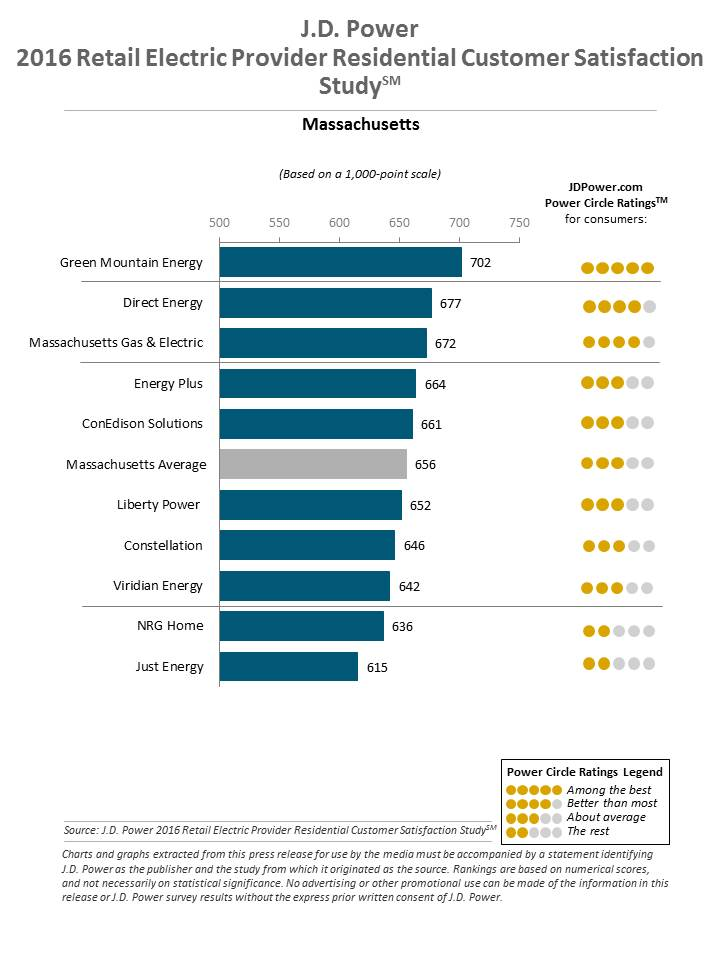 J.D. Power
2016 Retail Electric Provider Residential Customer Satisfaction
StudySM
Massachusetts
(Based on a 1,000-point scale)
JDPower.com
Power Circle RatingsTM
for consumers:
500 550 600 650 700 750
Green Mountain Energy 702
Direct Energy 677
Massachusetts Gas & Electric 672
Energy Plus 664
ConEdison Solutions 661
Massachusetts Average 656
Liberty Power 652
Constellation 646
Viridian Energy 642
NRG Home 636
Just Energy 615
Power Circle Ratings Legend
Among the best
Better than most
About average
The rest
Source: J.D. Power 2016 Retail Electric Provider Residential Customer Satisfaction StudySM
Charts and graphs extracted from this press release for use by the media must be accompanied by a statement identifying
J.D. Power as the publisher and the study from which it originated as the source. Rankings are based on numerical scores,
and not necessarily on statistical significance. No advertising or other promotional use can be made of the information in this
release or J.D. Power survey results without the express prior written consent of J.D. Power.